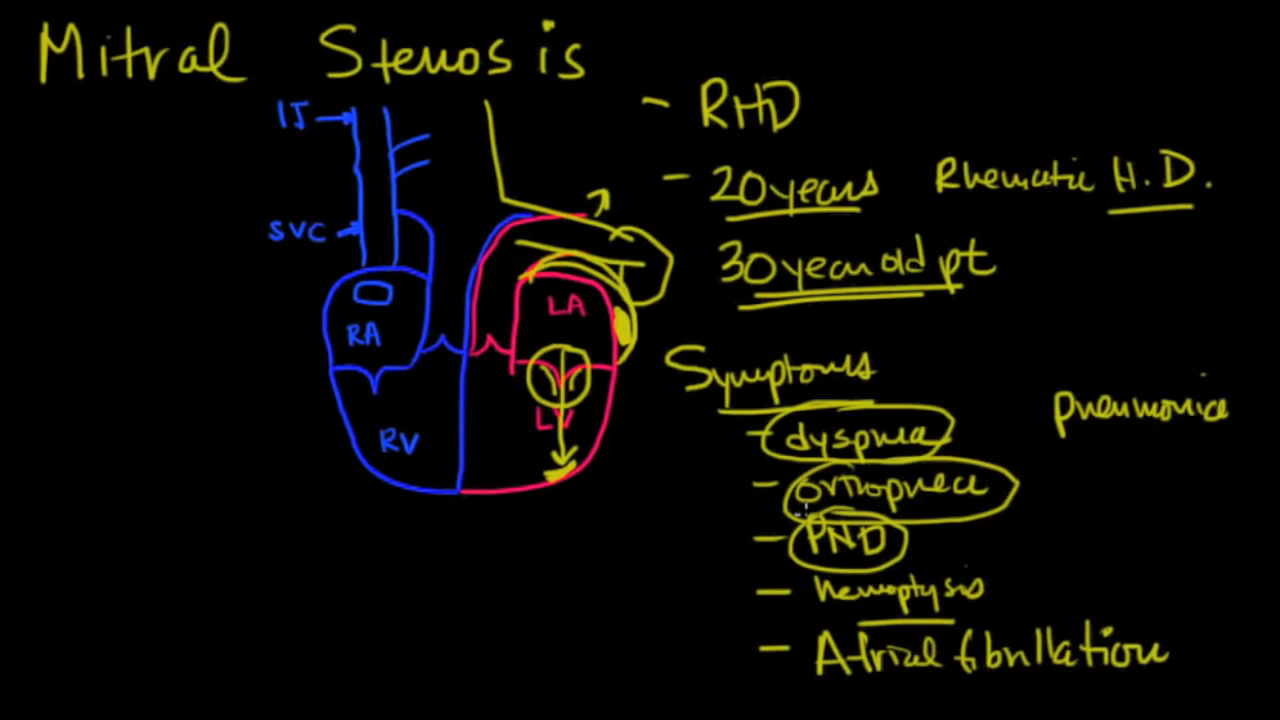 Mitral Stenosis
IJ
SVC
RA
RV
LA
LV
- RHD
- 20 years Rhematic H.D.
30 year old pt
Symptoms
- dyspnea
- orthopnea
- PND
- hemoptysis
- Atrial fibrillation
pneumonia